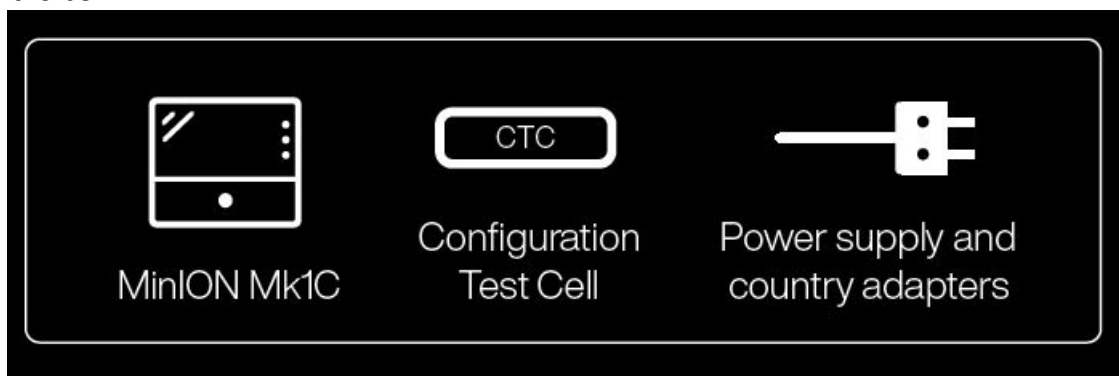 CTC
MinION Mk1C
Configuration
Test Cell
Power supply and
country adapters